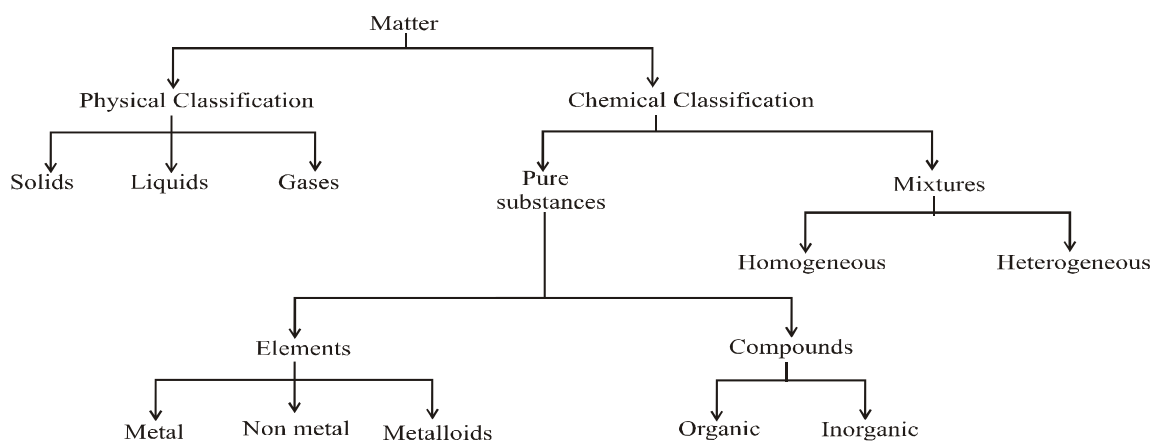 Matter
Physical Classification
Chemical Classification
Solids
Liquids
Gases
Pure
substances
Mixtures
Homogeneous
Heterogeneous
Elements
Compounds
Metal
Non metal
Metalloids
Organic
Inorganic